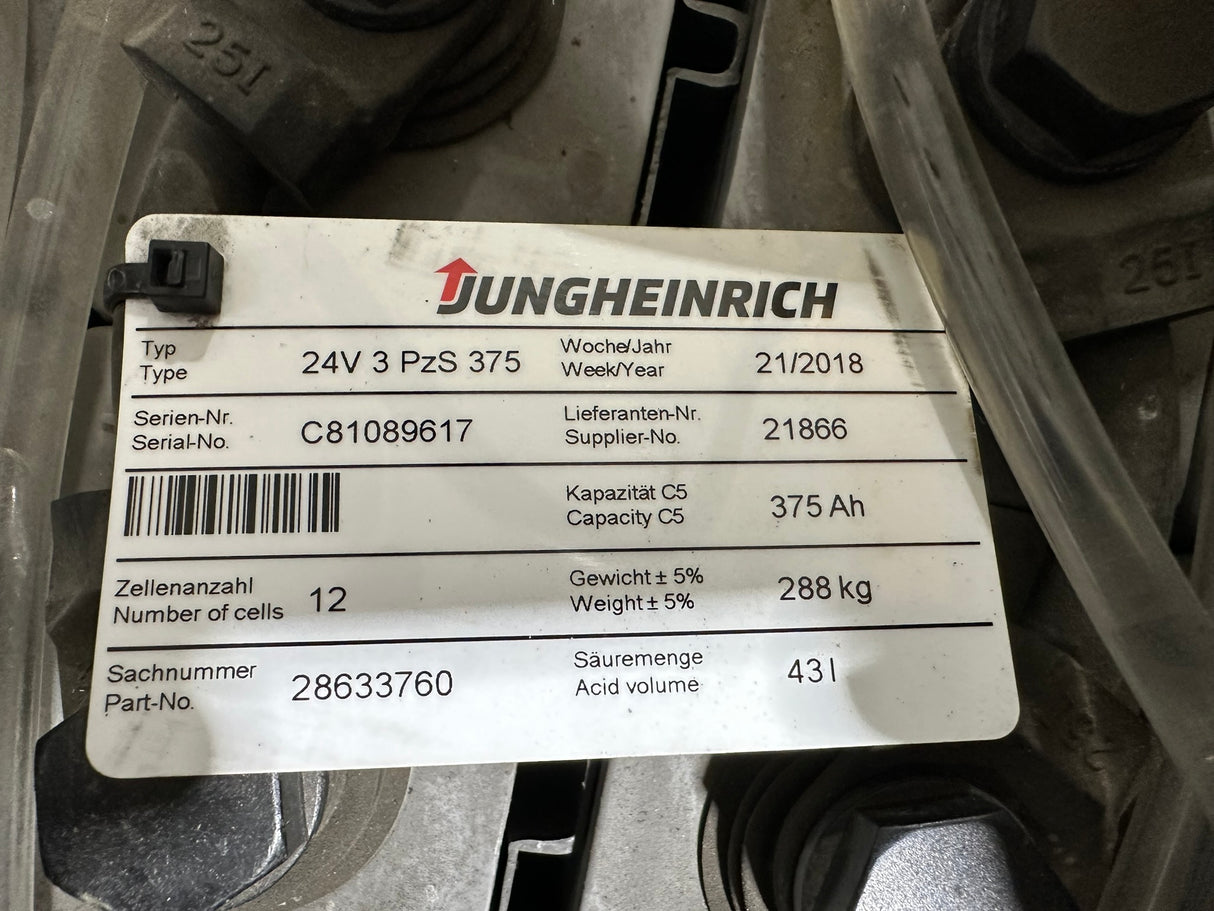 25I
25I
JUNGHEINRICH
Typ
Type
24V 3 PzS 375
Woche/Jahr
Week/Year
21/2018
Serien-Nr.
Serial-No.
C81089617
Lieferanten-Nr.
Supplier-No.
21866
Kapazität C5
Capacity C5
375 Ah
Zellenanzahl
Number of cells
12
Gewicht ± 5%
Weight ± 5%
288 kg
Sachnummer
Part-No.
28633760
Säuremenge
Acid volume
43 l